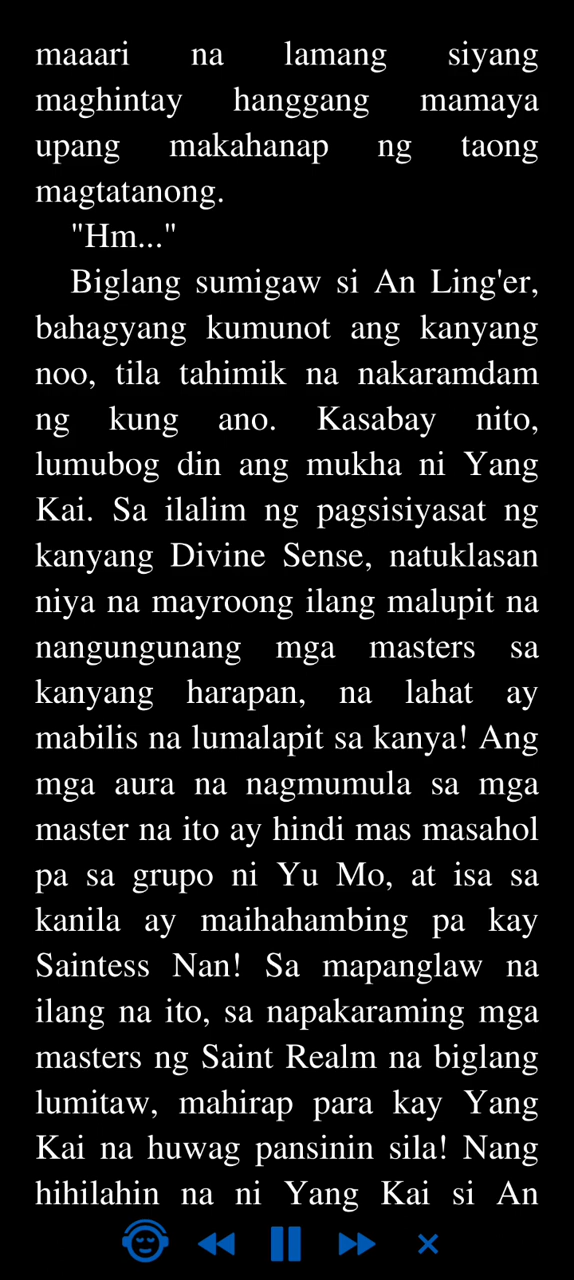 maaari na lamang siyang
maghintay hanggang mamaya
upang makahanap ng taong
magtatanong.
"Hm..."
Biglang sumigaw si An Ling'er,
bahagyang kumunot ang kanyang
noo, tila tahimik na nakaramdam
ng kung ano. Kasabay nito,
lumubog din ang mukha ni Yang
Kai. Sa ilalim ng pagsisiyasat ng
kanyang Divine Sense, natuklasan
niya na mayroong ilang malupit na
nangungunang mga masters sa
kanyang harapan, na lahat ay
mabilis na lumalapit sa kanya! Ang
mga aura na nagmumula sa mga
master na ito ay hindi mas masahol
pa sa grupo ni Yu Mo, at isa sa
kanila ay maihahambing pa kay
Saintess Nan! Sa mapanglaw na
ilang na ito, sa napakaraming mga
masters ng Saint Realm na biglang
lumitaw, mahirap para kay Yang
Kai na huwag pansinin sila! Nang
hihilahin na ni Yang Kai si An